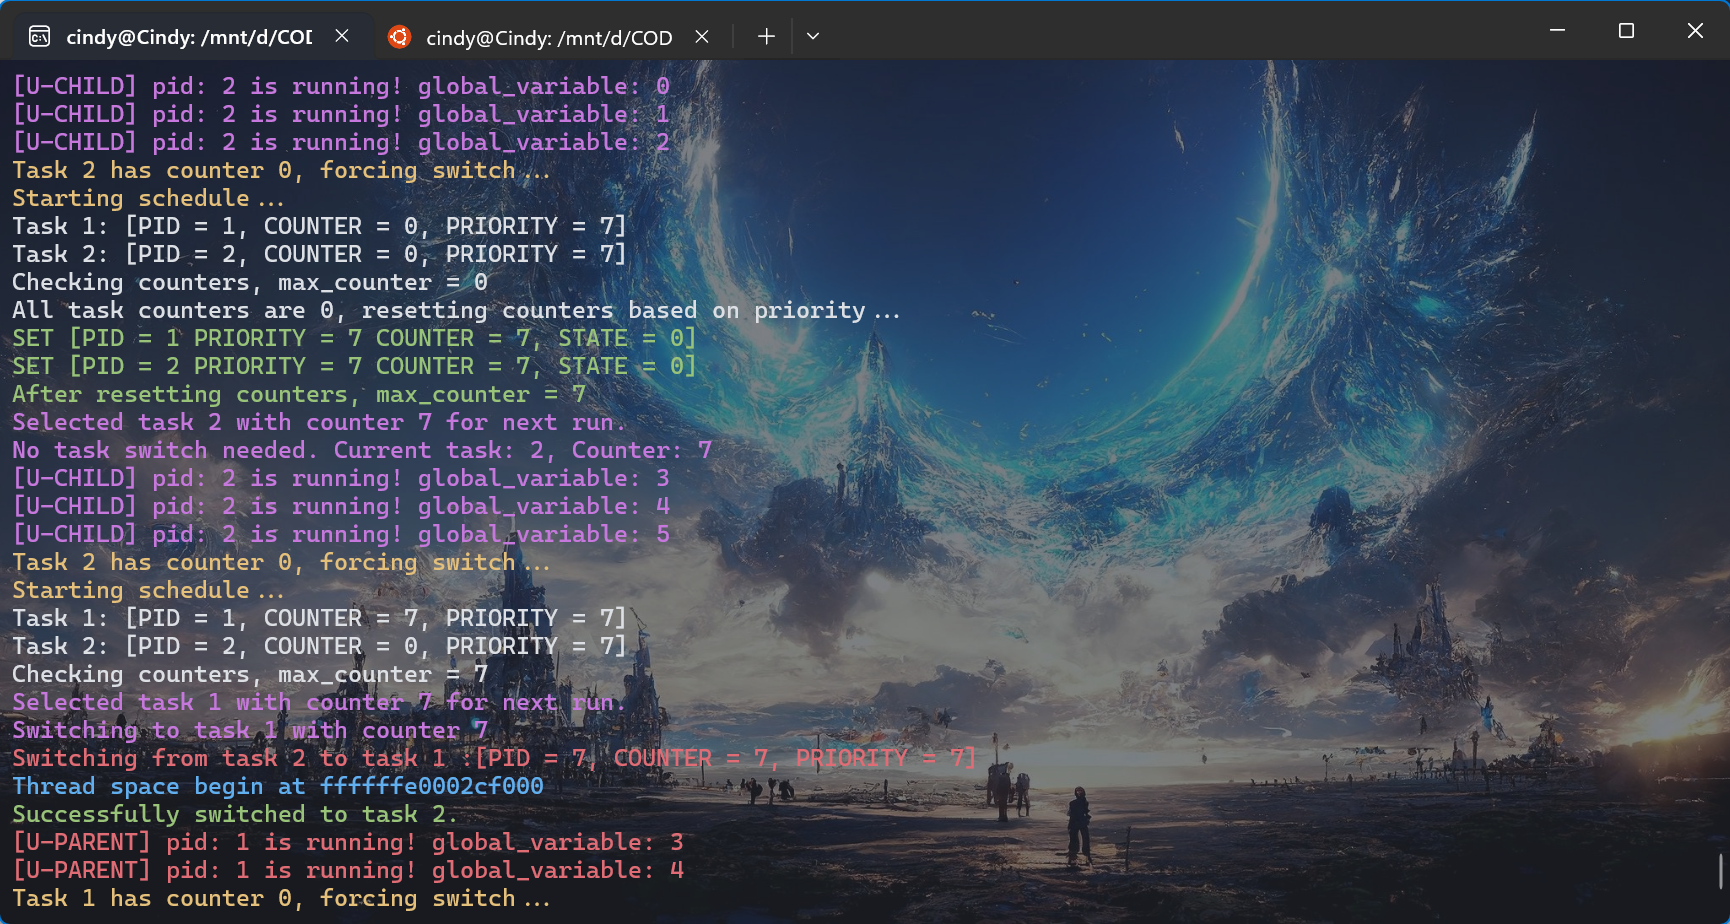 cindy@Cindy: /mnt/d/COD
cindy@Cindy: /mnt/d/COD
[U-CHILD] pid: 2 is running! global_variable: 0
[U-CHILD] pid: 2 is running! global_variable: 1
[U-CHILD] pid: 2 is running! global_variable: 2
Task 2 has counter 0, forcing switch...
Starting schedule...
Task 1: [PID = 1, COUNTER = 0, PRIORITY = 7]
Task 2: [PID = 2, COUNTER = 0, PRIORITY = 7]
Checking counters, max_counter = 0
All task counters are 0, resetting counters based on priority...
SET [PID = 1 PRIORITY = 7 COUNTER = 7, STATE = 0]
SET [PID = 2 PRIORITY = 7 COUNTER = 7, STATE = 0]
After resetting counters, max_counter = 7
Selected task 2 with counter 7 for next run.
No task switch needed. Current task: 2, Counter: 7
[U-CHILD] pid: 2 is running! global_variable: 3
[U-CHILD] pid: 2 is running! global_variable: 4
[U-CHILD] pid: 2 is running! global_variable: 5
Task 2 has counter 0, forcing switch...
Starting schedule...
Task 1: [PID = 1, COUNTER = 7, PRIORITY = 7]
Task 2: [PID = 2, COUNTER = 0, PRIORITY = 7]
Checking counters, max_counter = 7
Selected task 1 with counter 7 for next run.
Switching to task 1 with counter 7
Switching from task 2 to task 1 :[PID = 7, COUNTER = 7, PRIORITY = 7]
Thread space begin at ffffffe0002cf000
Successfully switched to task 2.
[U-PARENT] pid: 1 is running! global_variable: 3
[U-PARENT] pid: 1 is running! global_variable: 4
Task 1 has counter 0, forcing switch...